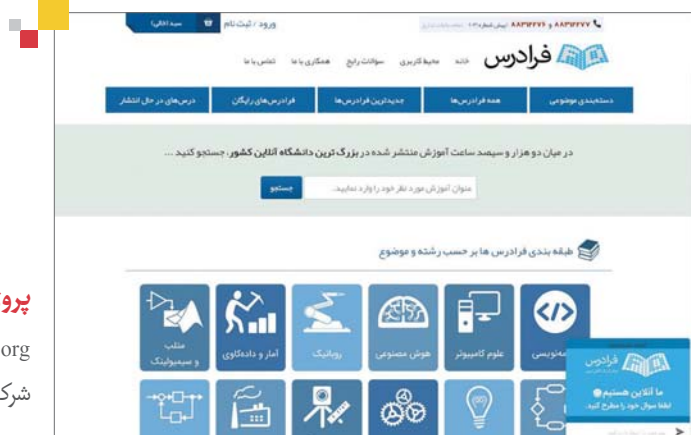 ۸۸۳۱۲۲۷۷ و ۸۸۳۱۲۲۷۶
ورود / ثبت نام
سبد (خالی)
فرادرس
خانه محیط کاربری سوالات رایج همکاری با ما تماس با ما
دسته‌بندی موضوعی همه فرادرس‌ها جدیدترین فرادرس‌ها فرادرس‌های رایگان درس‌های در حال انتشار
در میان دو هزار و سیصد ساعت آموزش منتشر شده در بزرگ ترین دانشگاه آنلاین کشور، جستجو کنید ...
عنوان آموزش مورد نظر خود را وارد نمایید.. جستجو
طبقه بندی فرادرس ها بر حسب رشته و موضوع
علوم کامپیوتر هوش مصنوعی روباتیک آمار و داده‌کاوی متلب و سیمیولینک
فرادرس
ما آنلاین هستیم
لطفا سوال خود را مطرح کنید.
پرو
org
شرک